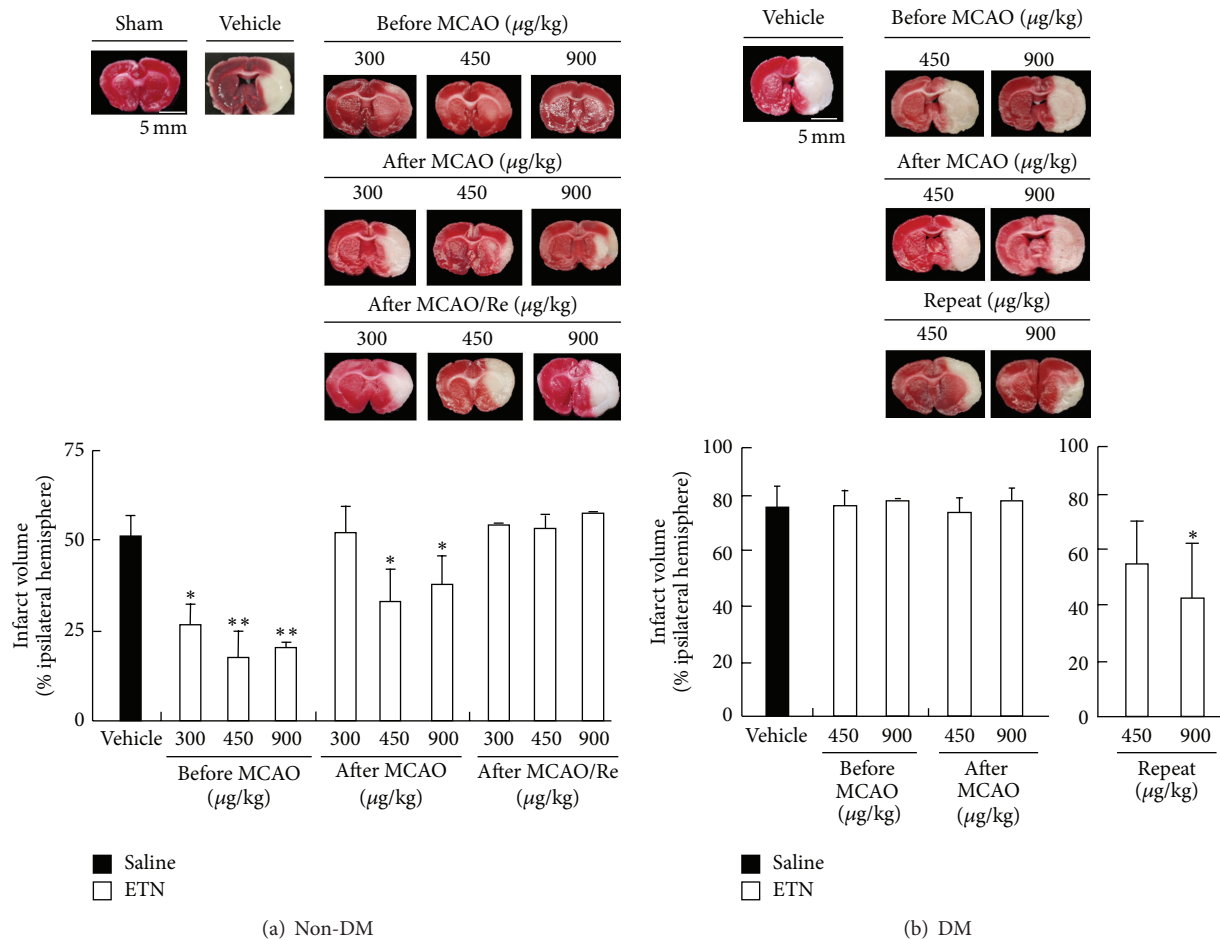 Sham
Vehicle
5 mm
Before MCAO (μg/kg)
300 450 900
After MCAO (μg/kg)
300 450 900
After MCAO/Re (μg/kg)
300 450 900
Infarct volume
(% ipsilateral hemisphere)
75
50
25
0
* ** **
* *
Vehicle 300 450 900 300 450 900 300 450 900
Before MCAO
(μg/kg)
After MCAO
(μg/kg)
After MCAO/Re
(μg/kg)
Saline
ETN
(a) Non-DM
Vehicle
5 mm
Before MCAO (μg/kg)
450 900
After MCAO (μg/kg)
450 900
Repeat (μg/kg)
450 900
Infarct volume
(% ipsilateral hemisphere)
100
80
60
40
20
0
Vehicle 450 900 450 900
Before
MCAO
(μg/kg)
After
MCAO
(μg/kg)
100
80
60
40
20
0
*
450 900
Repeat
(μg/kg)
Saline
ETN
(b) DM